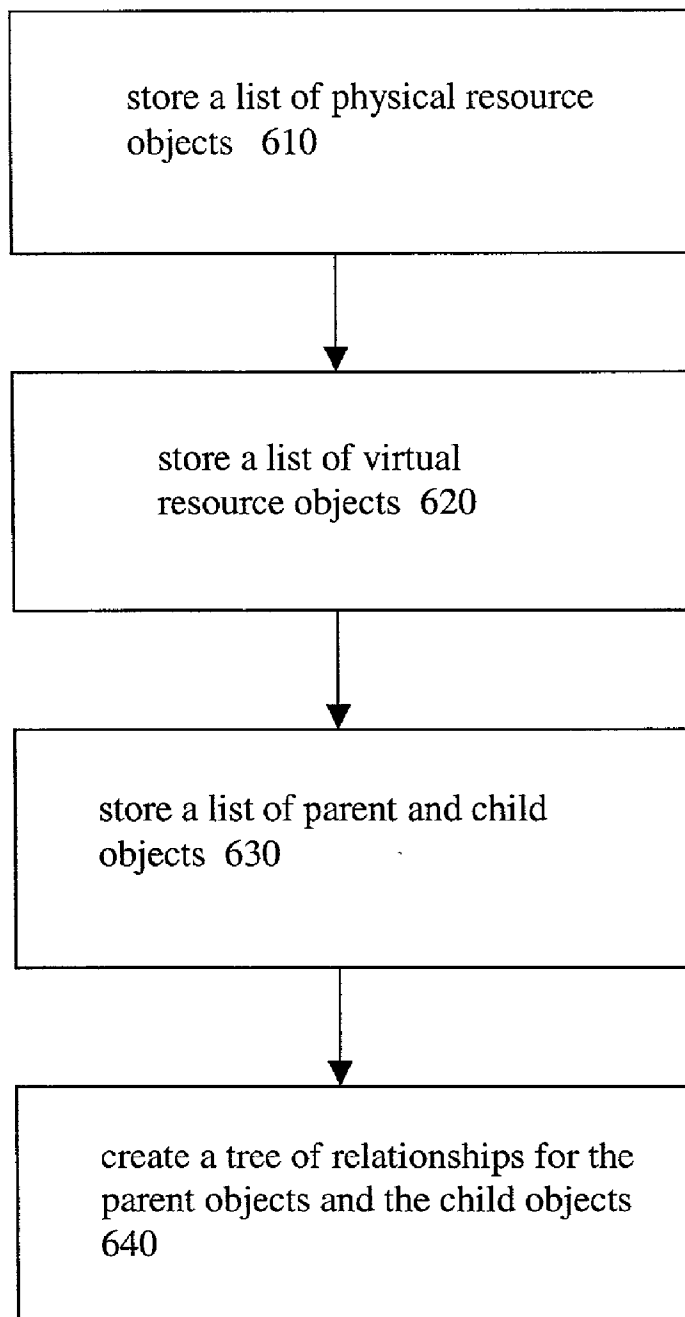 store a list of physical resource
objects 610
store a list of virtual
resource objects 620
store a list of parent and child
objects 630
create a tree of relationships for the
parent objects and the child objects
640